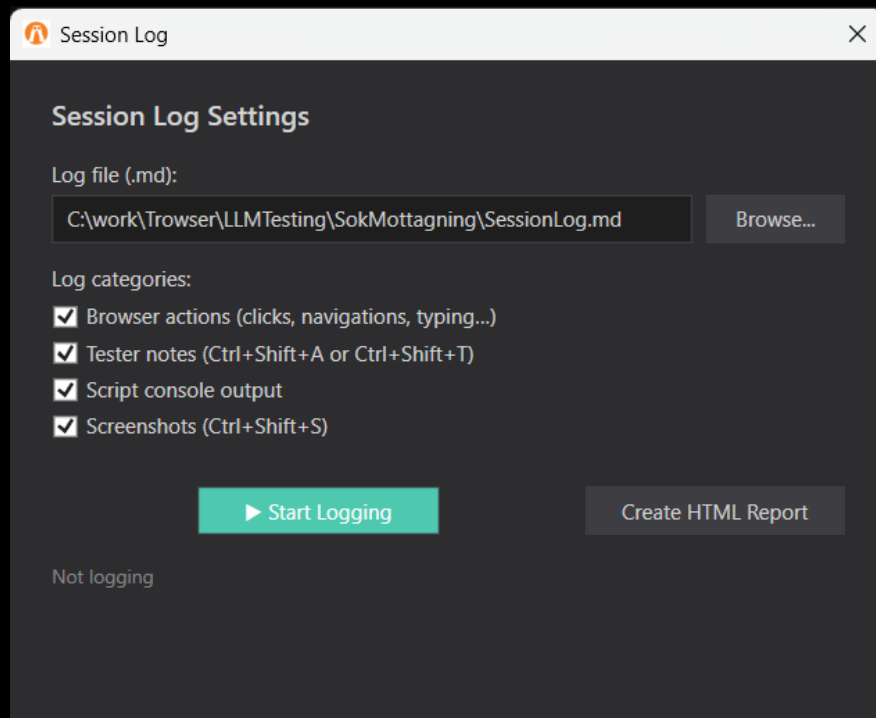 Session Log
Session Log Settings
Log file (.md):
C:\work\Trowser\LLMTesting\SokMottagning\SessionLog.md
Browse...
Log categories:
Browser actions (clicks, navigations, typing...)
Tester notes (Ctrl+Shift+A or Ctrl+Shift+T)
Script console output
Screenshots (Ctrl+Shift+S)
Start Logging
Create HTML Report
Not logging